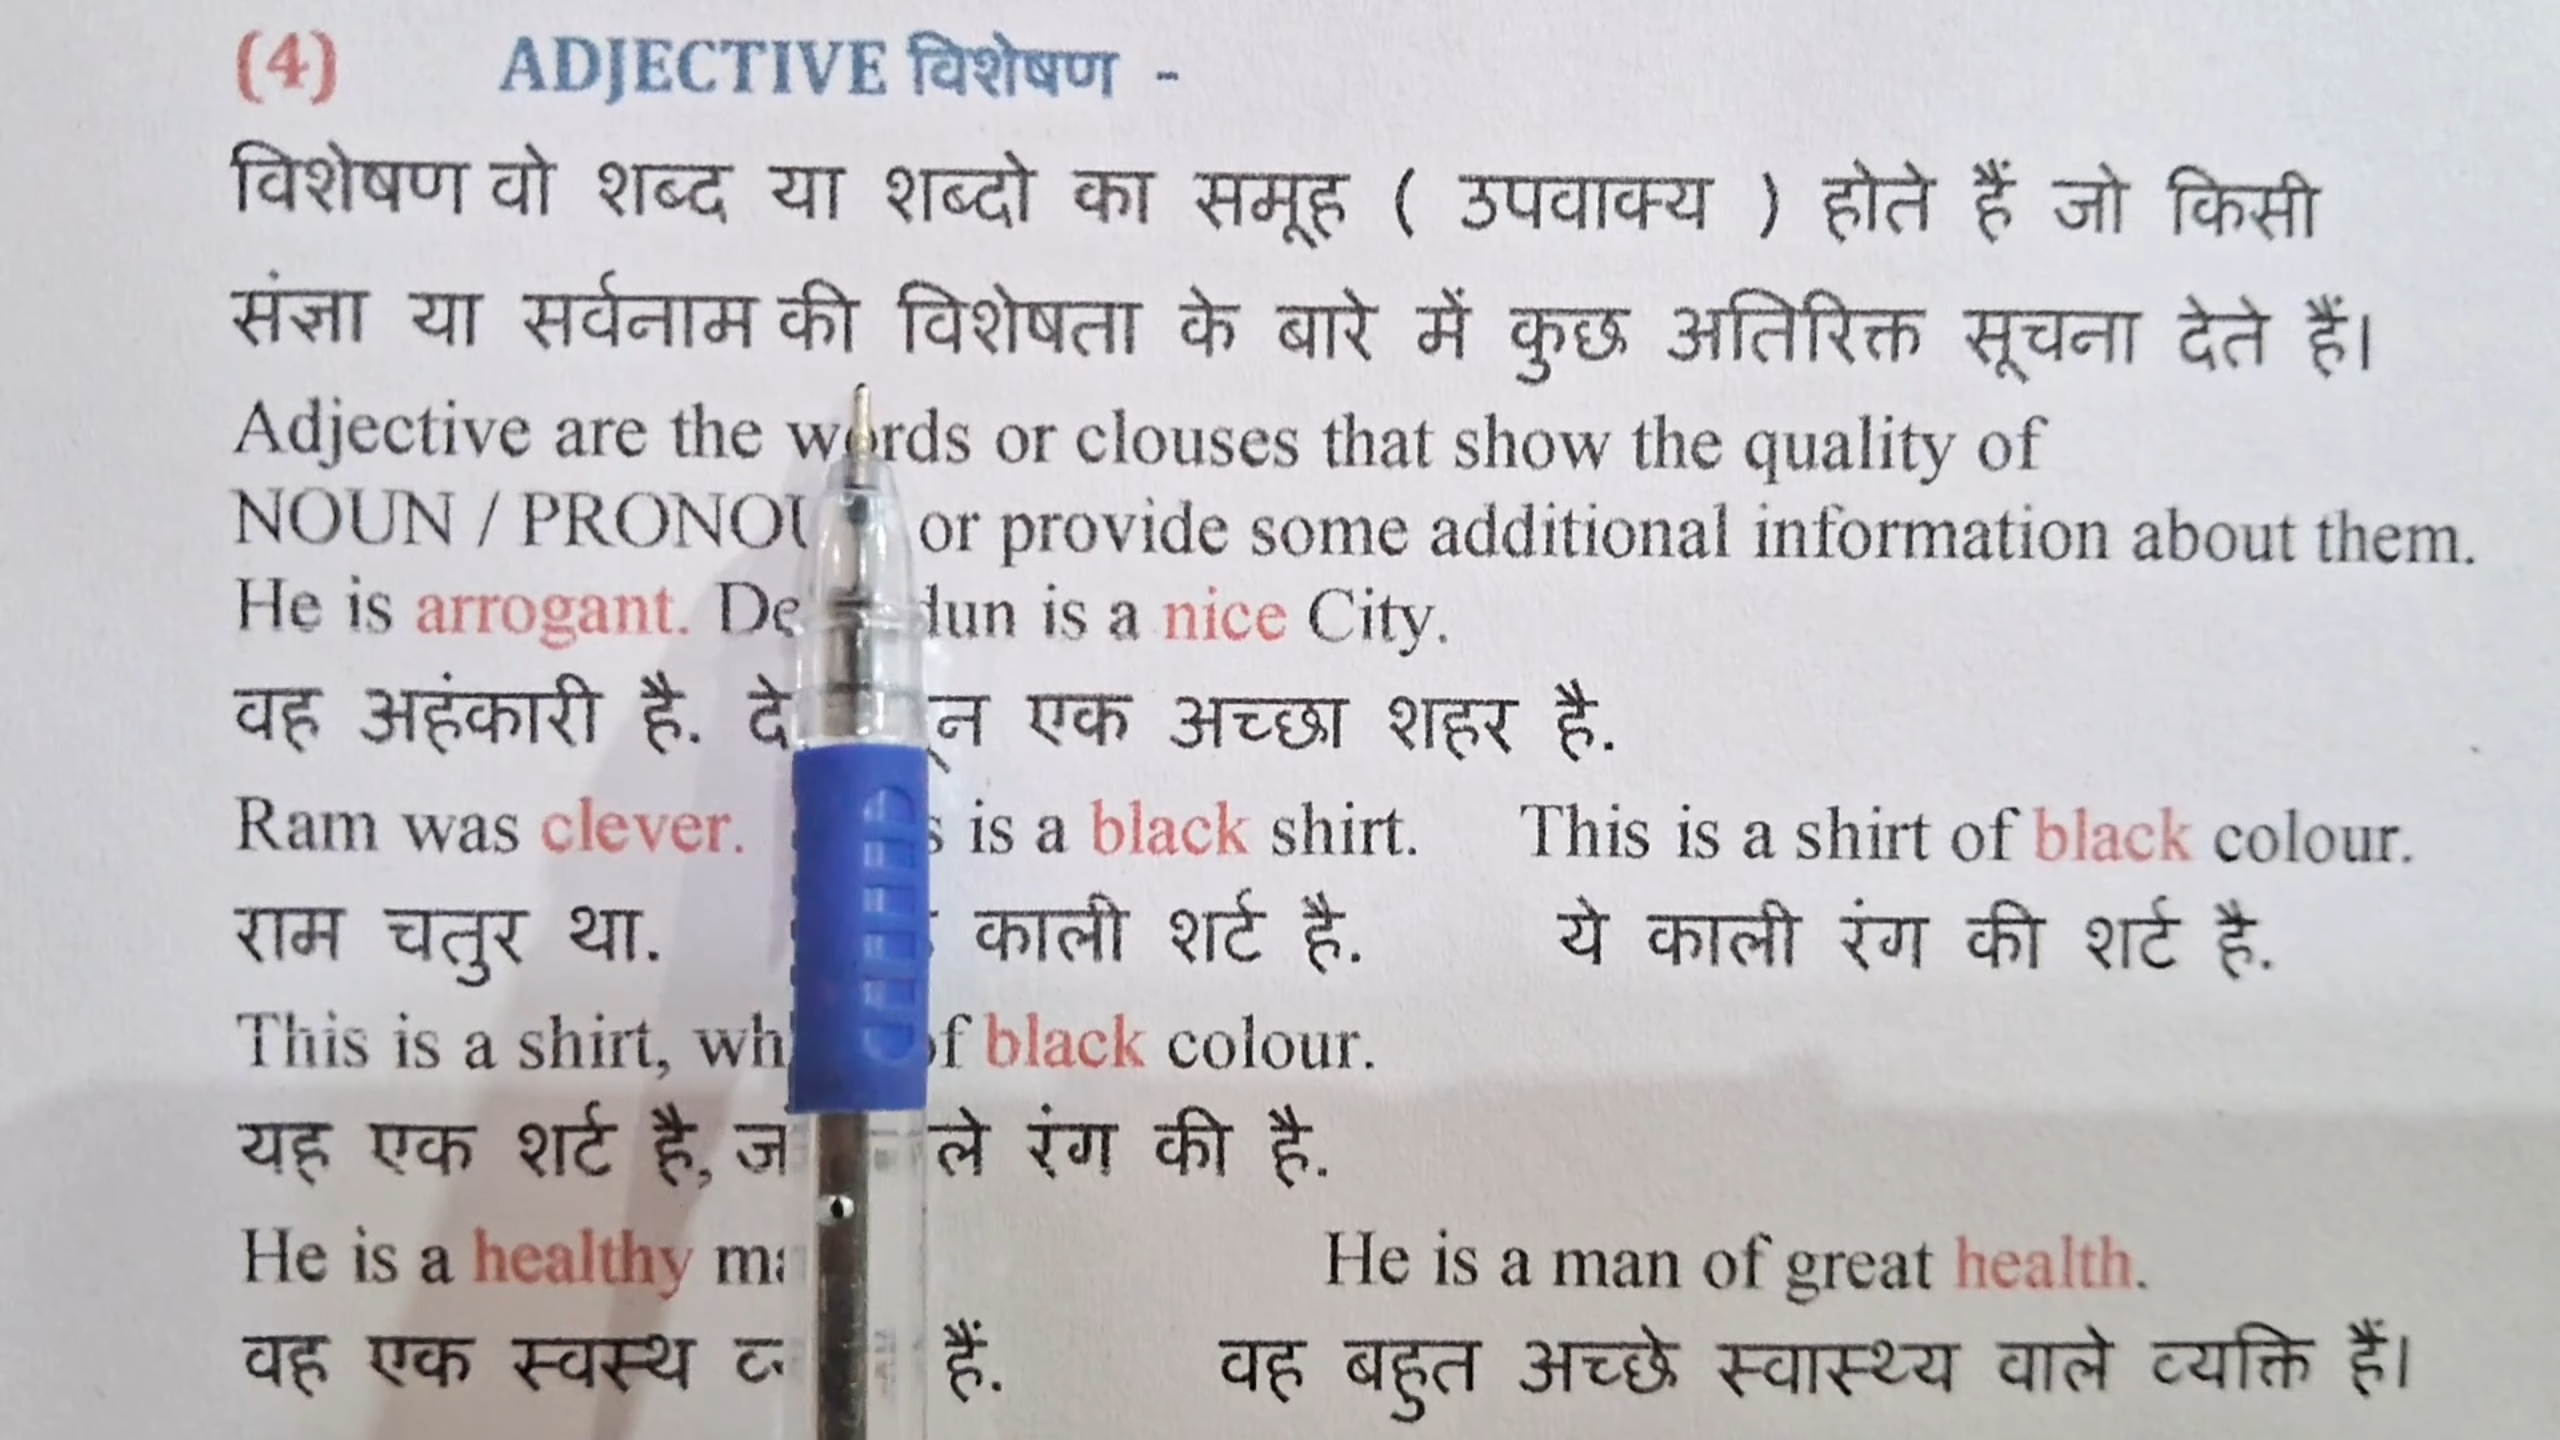 (4) ADJECTIVE विशेषण -
विशेषण वो शब्द या शब्दो का समूह ( उपवाक्य ) होते हैं जो किसी
संज्ञा या सर्वनाम की विशेषता के बारे में कुछ अतिरिक्त सूचना देते हैं।
Adjective are the words or clouses that show the quality of
NOUN / or provide some additional information about them.
He is arrogant. is a nice City.
वह अहंकारी है. एक अच्छा शहर है.
Ram was clever. is a black shirt. This is a shirt of black colour.
राम चतुर था. काली शर्ट है. ये काली रंग की शर्ट है.
This is a shirt, of black colour.
यह एक शर्ट है, रंग की है.
He is a healthy He is a man of great health.
वह एक स्वस्थ हैं. वह बहुत अच्छे स्वास्थ्य वाले व्यक्ति हैं।